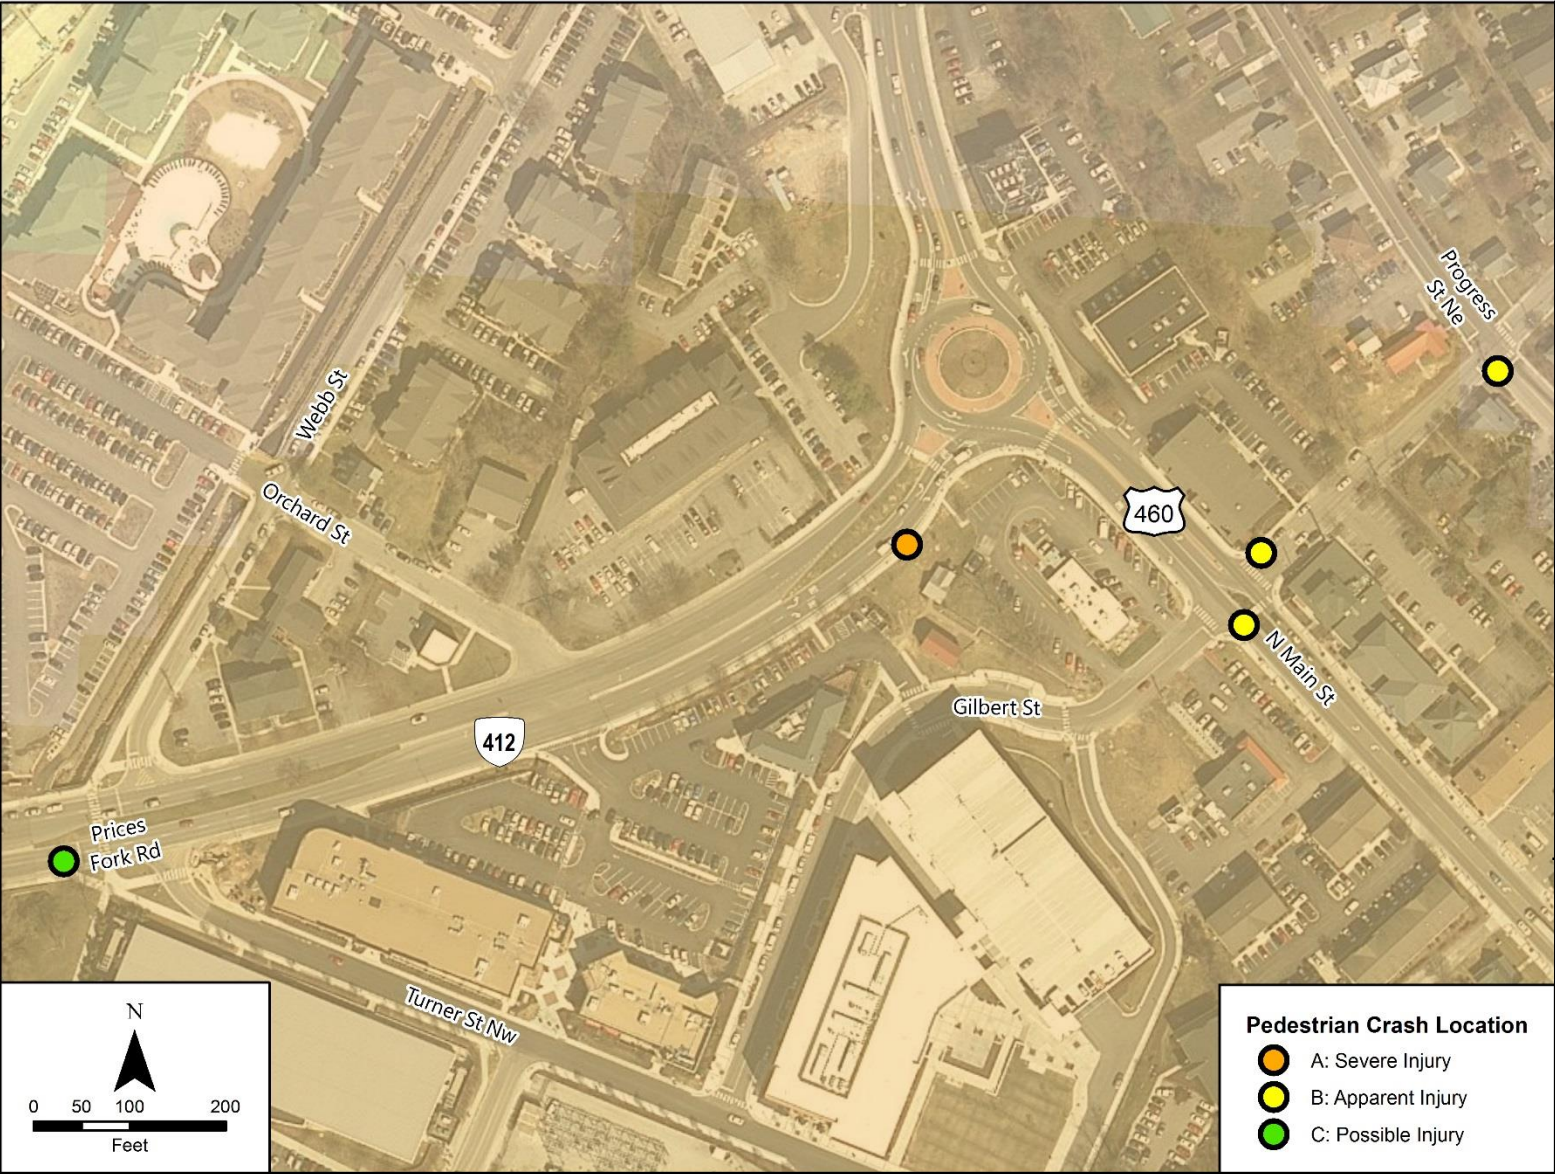 Progress
St Ne
Webb St
Orchard St
460
N Main St
Gilbert St
412
Prices
Fork Rd
Turner St Nw
N
0 50 100 200
Feet
Pedestrian Crash Location
A: Severe Injury
B: Apparent Injury
C: Possible Injury